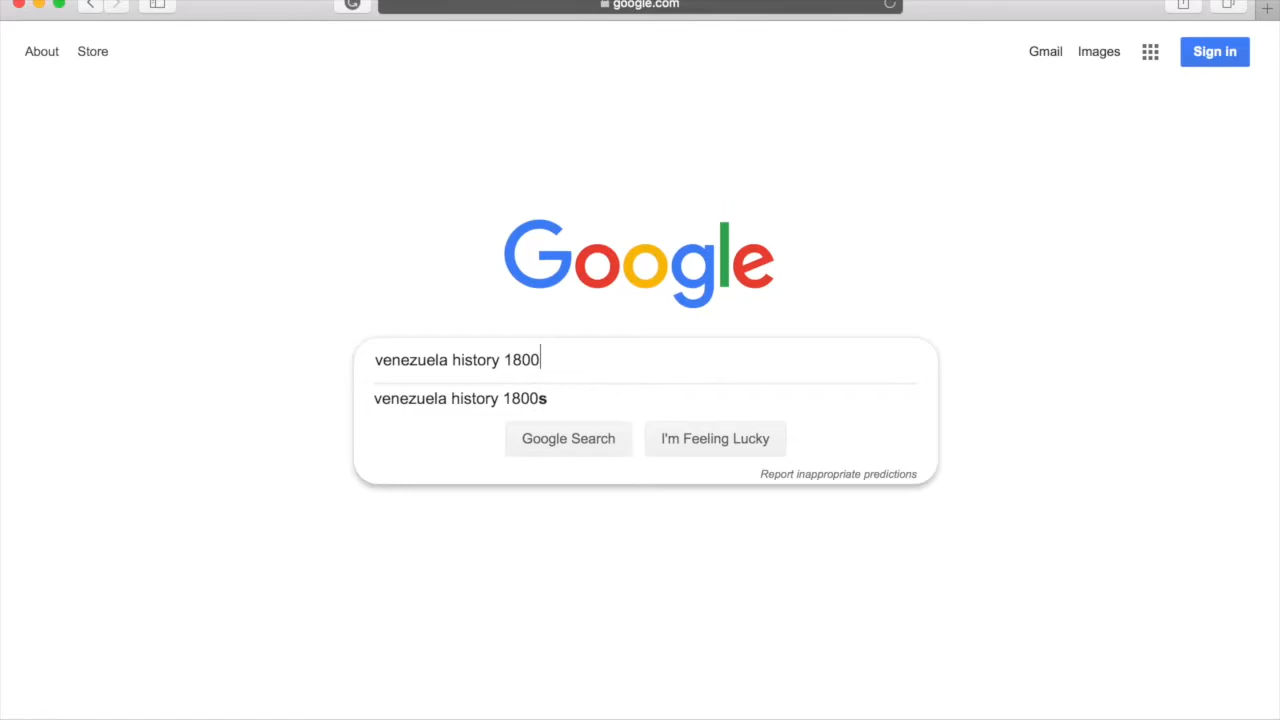 google.com
About Store Gmail Images Sign in
Google
venezuela history 1800
venezuela history 1800s
Google Search I'm Feeling Lucky
Report inappropriate predictions